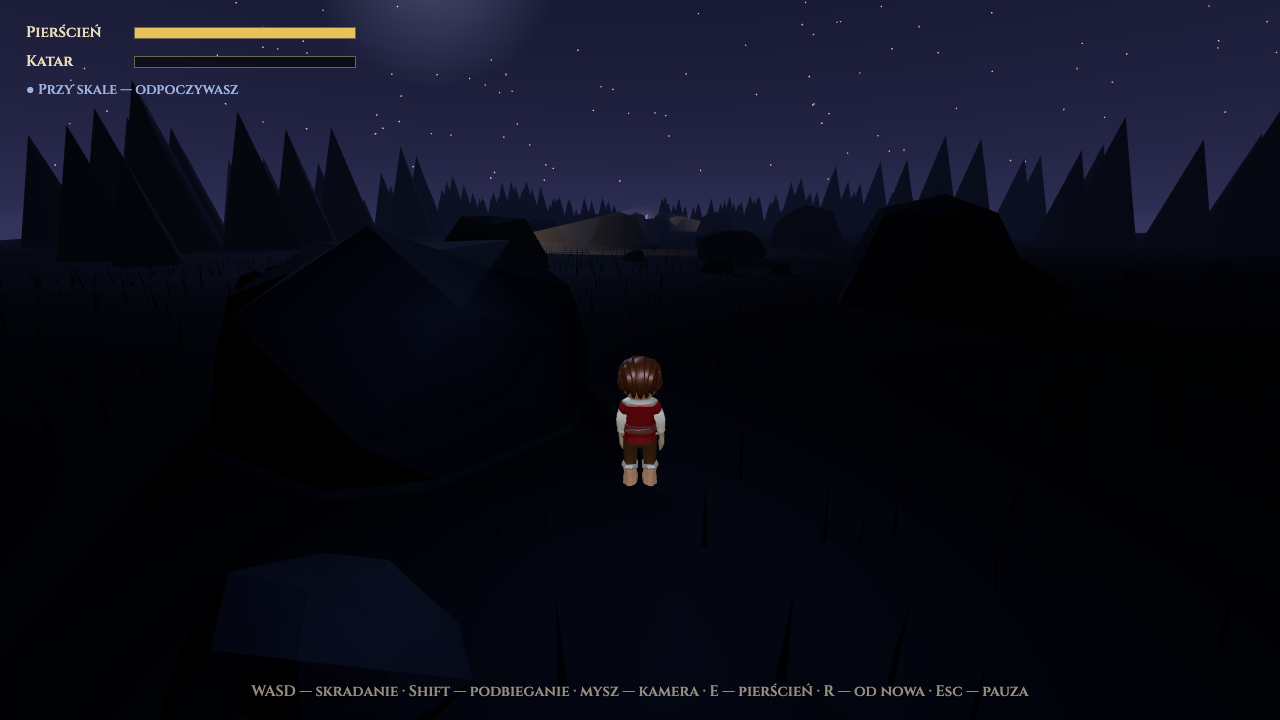 Pierścień
Katar
● Przy skale — odpoczywasz
WASD — skradanie · Shift — podbieganie · mysz — kamera · E — pierścień · R — od nowa · Esc — pauza